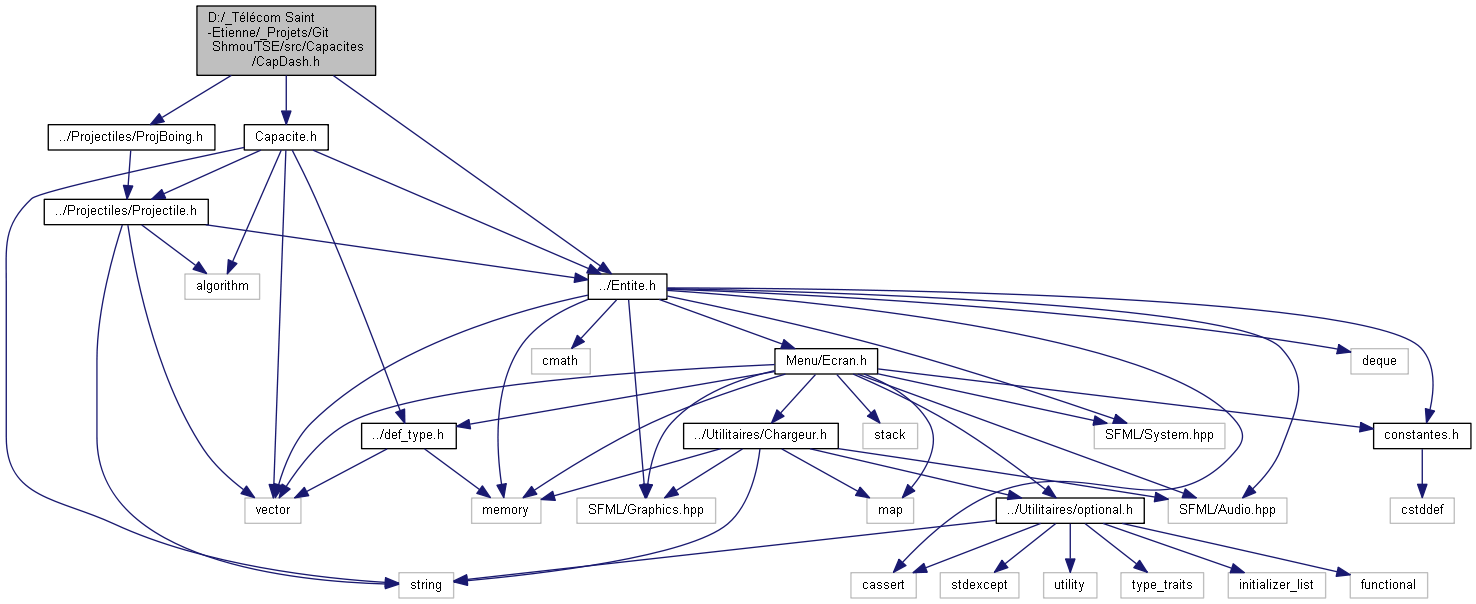 D:/_Télécom Saint
-Etienne/_Projets/Git
Shmou'TSE/src/Capacites
/CapDash.h
../Projectiles/ProjBoing.h
Capacite.h
../Projectiles/Projectile.h
algorithm
../Entite.h
cmath
Menu/Ecran.h
deque
../def_type.h
../Utilitaires/Chargeur.h
stack
SFML/System.hpp
constantes.h
vector
memory
SFML/Graphics.hpp
map
../Utilitaires/optional.h
SFML/Audio.hpp
cstddef
string
cassert
stdexcept
utility
type_traits
initializer_list
functional